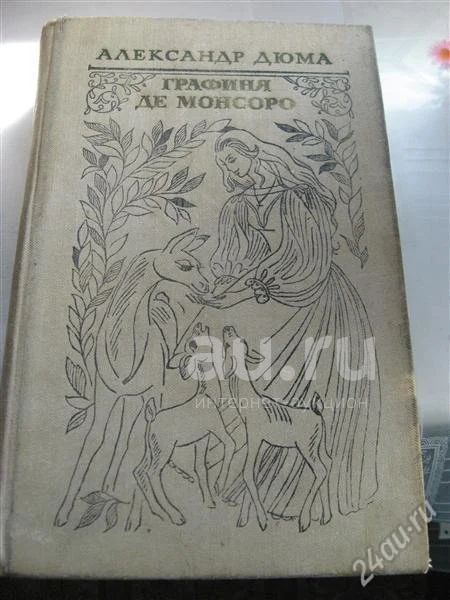 АЛЕКСАНДР ДЮМА
ГРАФИНЯ
ДЕ МОНСОРО
au.ru
интернет-аукцион
24au.ru